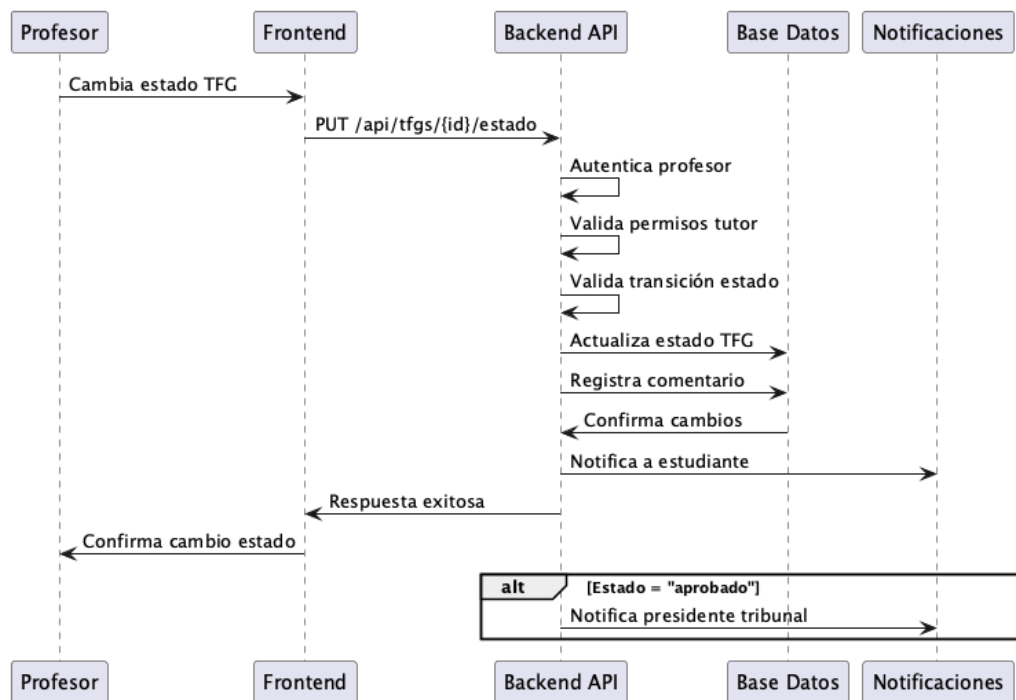 Profesor Frontend Backend API Base Datos Notificaciones
Cambia estado TFG
PUT /api/tfgs/{id}/estado
Autentica profesor
Valida permisos tutor
Valida transición estado
Actualiza estado TFG
Registra comentario
Confirma cambios
Notifica a estudiante
Respuesta exitosa
Confirma cambio estado
alt [Estado = "aprobado"]
Notifica presidente tribunal
Profesor Frontend Backend API Base Datos Notificaciones